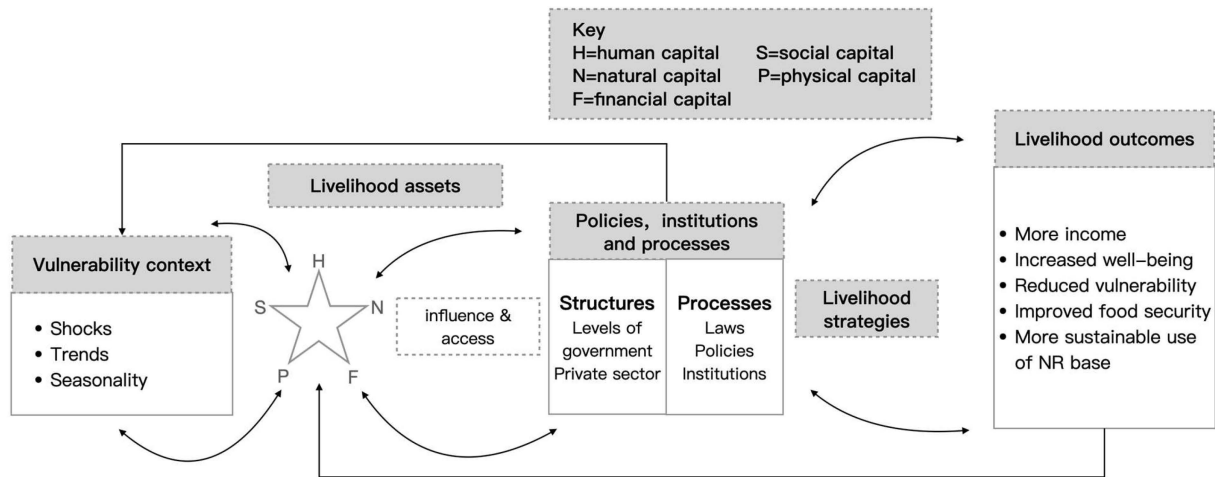 Key
H=human capital S=social capital
N=natural capital P=physical capital
F=financial capital
Livelihood assets
Vulnerability context
• Shocks
• Trends
• Seasonality
H
S
N
P
F
influence &
access
Policies, institutions
and processes
Structures
Levels of
government
Private sector
Processes
Laws
Policies
Institutions
Livelihood
strategies
Livelihood outcomes
• More income
• Increased well-being
• Reduced vulnerability
• Improved food security
• More sustainable use
of NR base